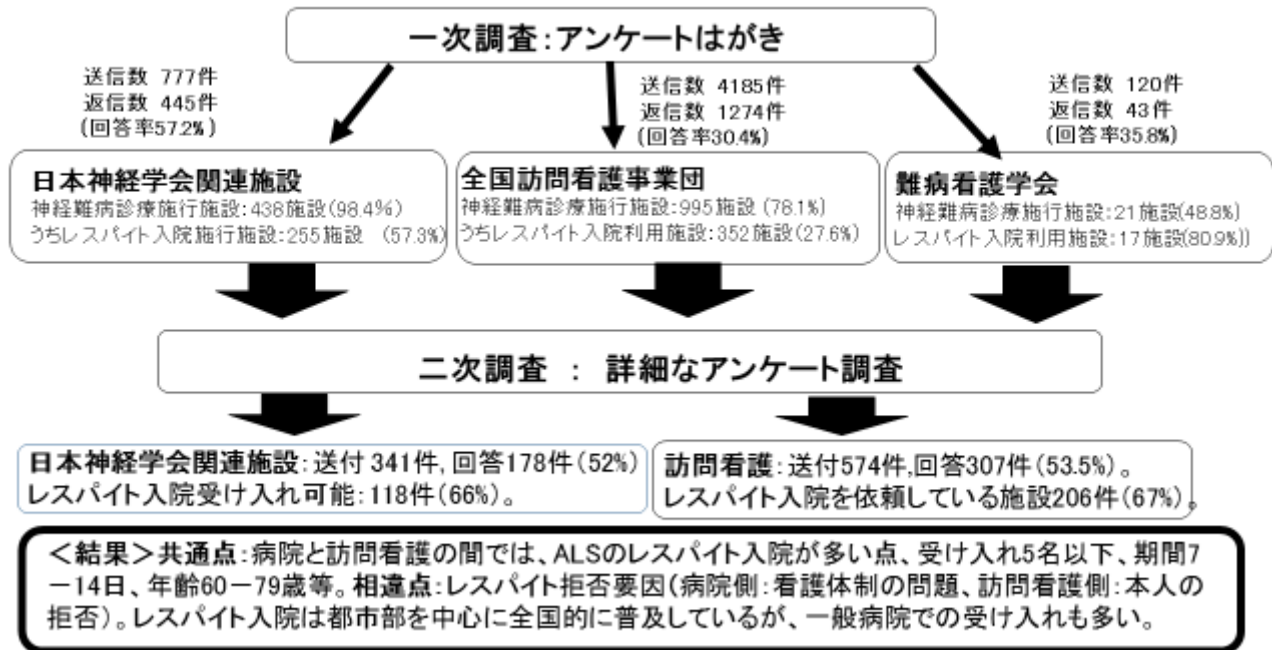 一次調査：アンケートはがき
送信数 777件
返信数 445件
(回答率57.2%)
送信数 4185件
返信数 1274件
(回答率30.4%)
送信数 120件
返信数 43件
(回答率35.8%)
日本神経学会関連施設
神経難病診療施行施設：438施設(98.4%)
うちレスパイト入院施行施設：255施設 (57.3%)
全国訪問看護事業団
神経難病診療施行施設：995施設 (78.1%)
うちレスパイト入院利用施設：352施設(27.6%)
難病看護学会
神経難病診療施行施設：21施設(48.8%)
レスパイト入院利用施設：17施設(80.9%))
二次調査 ： 詳細なアンケート調査
日本神経学会関連施設：送付 341件, 回答178件(52%)
レスパイト入院受け入れ可能：118件(66%)。
訪問看護：送付574件,回答307件(53.5%)。
レスパイト入院を依頼している施設206件(67%)。
＜結果＞共通点：病院と訪問看護の間では、ALSのレスパイト入院が多い点、受け入れ5名以下、期間7
－14日、年齢60－79歳等。相違点：レスパイト拒否要因(病院側：看護体制の問題、訪問看護側：本人の
拒否)。レスパイト入院は都市部を中心に全国的に普及しているが、一般病院での受け入れも多い。